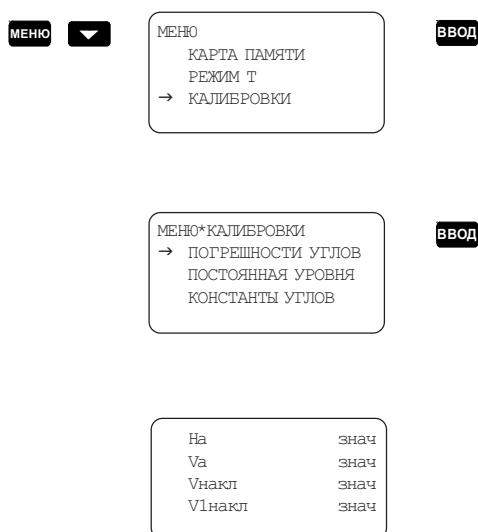 МЕНЮ
МЕНЮ
КАРТА ПАМЯТИ
РЕЖИМ Т
→ КАЛИБРОВКИ
ВВОД
МЕНЮ*КАЛИБРОВКИ
→ ПОГРЕШНОСТИ УГЛОВ
ПОСТОЯННАЯ УРОВНЯ
КОНСТАНТЫ УГЛОВ
ВВОД
На знач
Va знач
Vнакл знач
V1накл знач